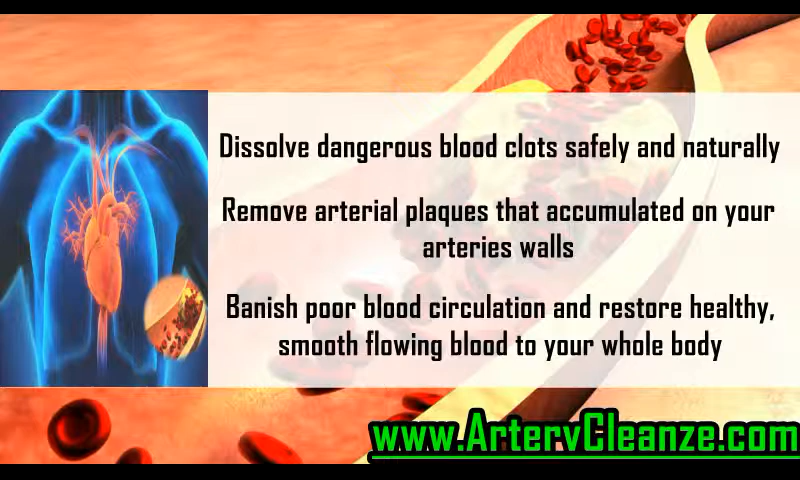 Dissolve dangerous blood clots safely and naturally
Remove arterial plaques that accumulated on your
arteries walls
Banish poor blood circulation and restore healthy,
smooth flowing blood to your whole body
www.ArteryCleanze.com